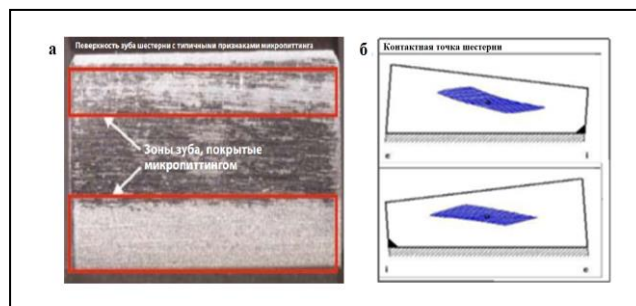 а
Поверхность зуба шестерни с типичными признаками микропиттинга
Зоны зуба, покрытые
микропиттингом
б
Контактная точка шестерни
e
i
i
e